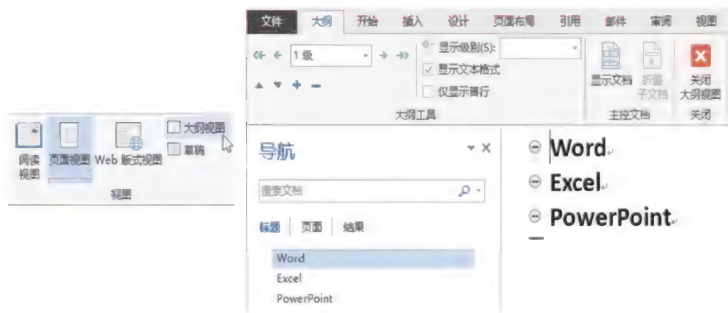 大纲视图
草稿
阅读视图 页面视图 Web 版式视图
视图
文件 大纲 开始 插入 设计 页面布局 引用 邮件 审阅 视图
1级 显示级别(S):
显示文本格式
仅显示首行
显示文档 折叠子文档 关闭大纲视图
大纲工具 主控文档 关闭
导航
搜索文档
标题 页面 结果
Word
Excel
PowerPoint
Word
Excel
PowerPoint